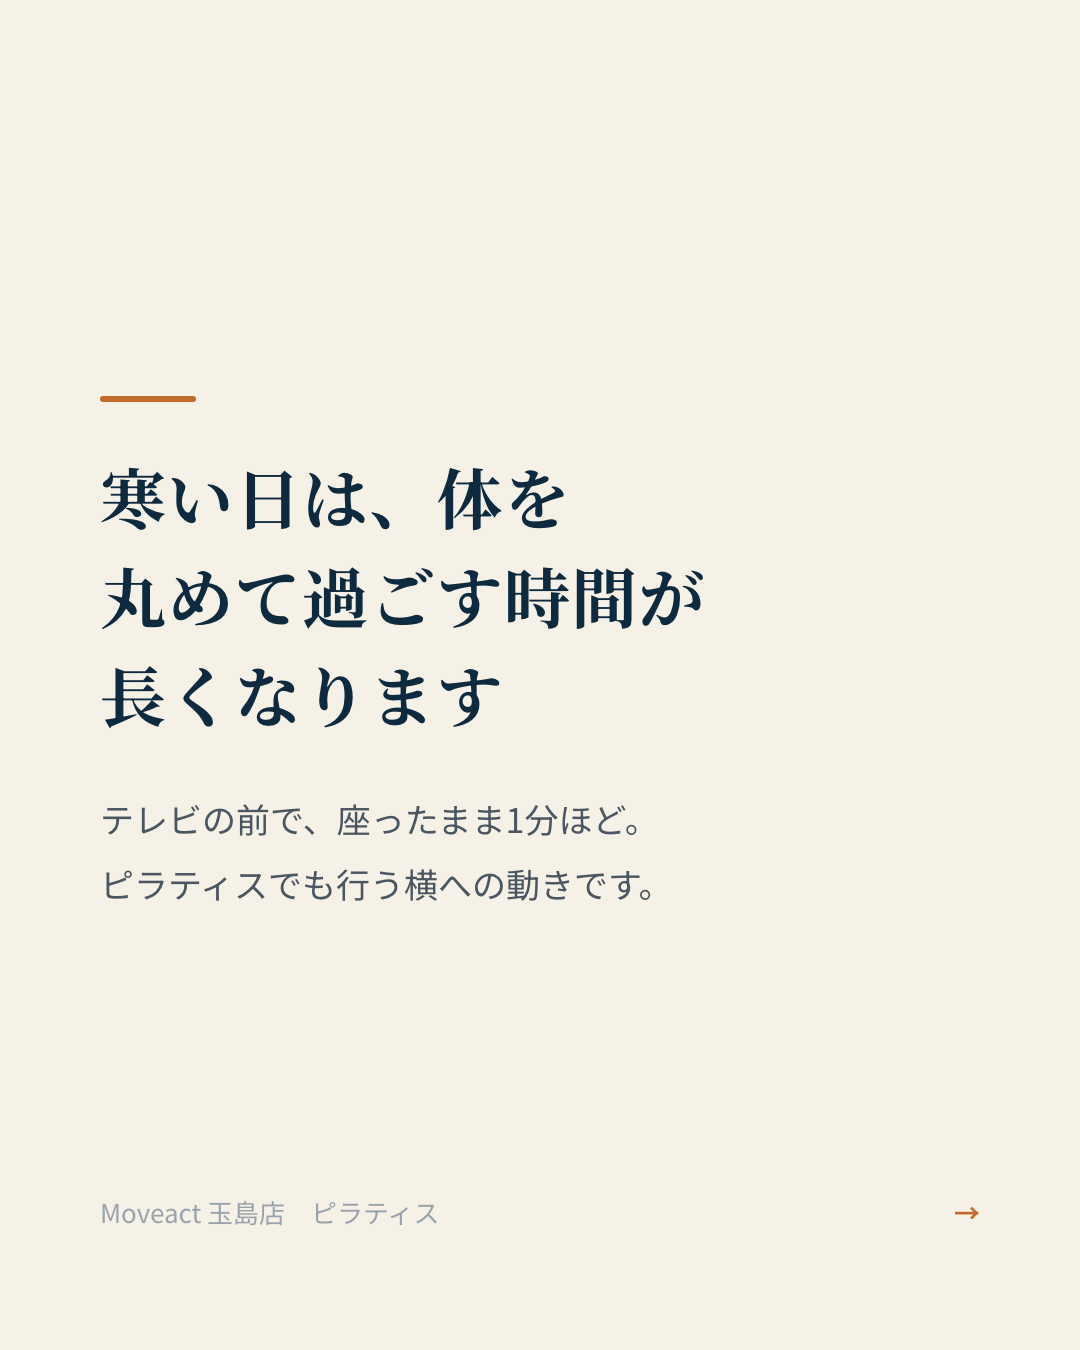 寒い日は、体を
丸めて過ごす時間が
長くなります
テレビの前で、座ったまま1分ほど。
ピラティスでも行う横への動きです。
Moveact 玉島店　ピラティス →